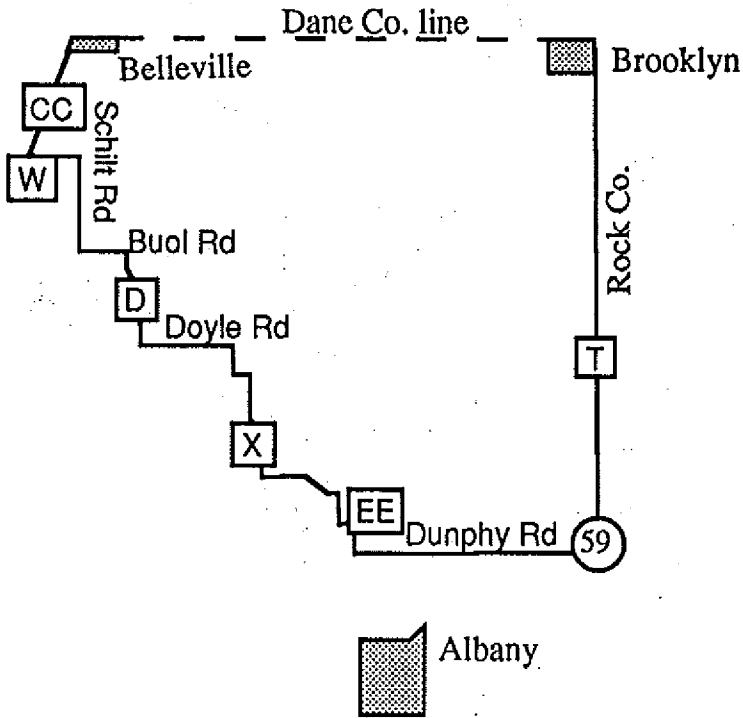 Dane Co. line
Belleville
Brooklyn
CC
Schilt Rd
W
Buol Rd
Rock Co.
D
Doyle Rd
T
X
EE
Dunphy Rd
59
Albany